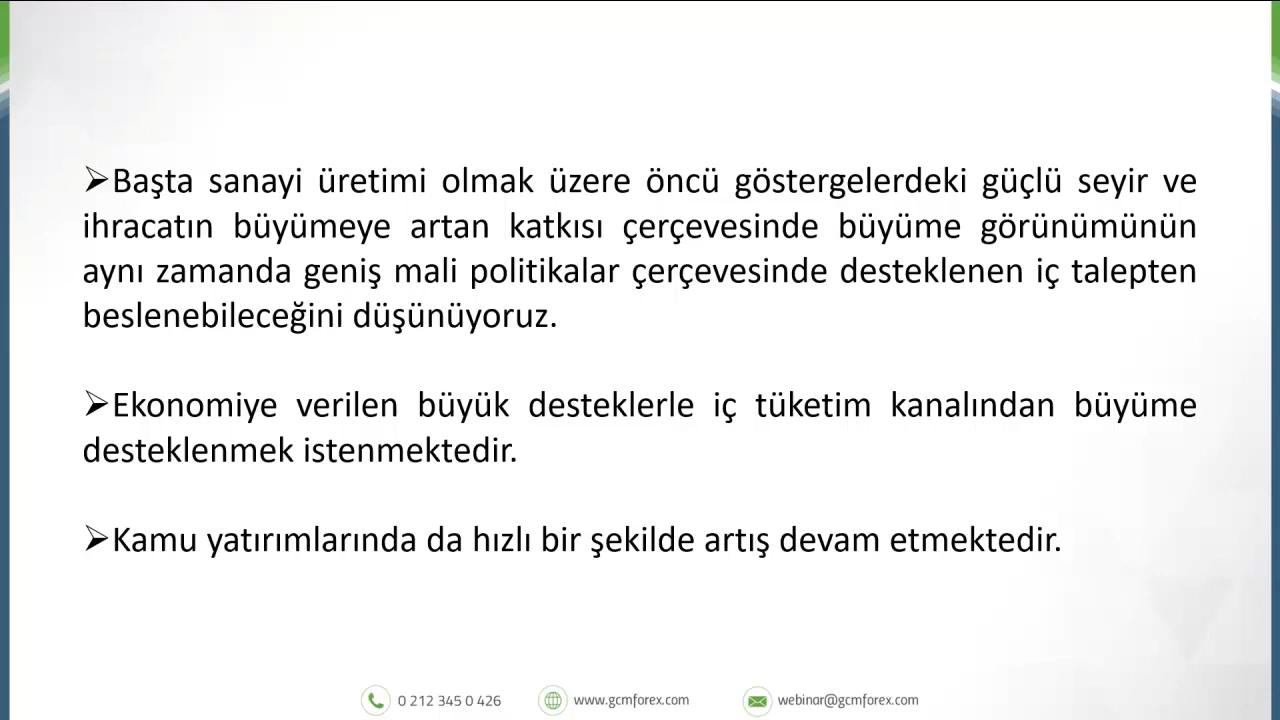 ➢Başta sanayi üretimi olmak üzere öncü göstergelerdeki güçlü seyir ve
ihracatın büyümeye artan katkısı çerçevesinde büyüme görünümünün
aynı zamanda geniş mali politikalar çerçevesinde desteklenen iç talepten
beslenebileceğini düşünüyoruz.
➢Ekonomiye verilen büyük desteklerle iç tüketim kanalından büyüme
desteklenmek istenmektedir.
➢Kamu yatırımlarında da hızlı bir şekilde artış devam etmektedir.
0 212 345 0 426 www.gcmforex.com webinar@gcmforex.com